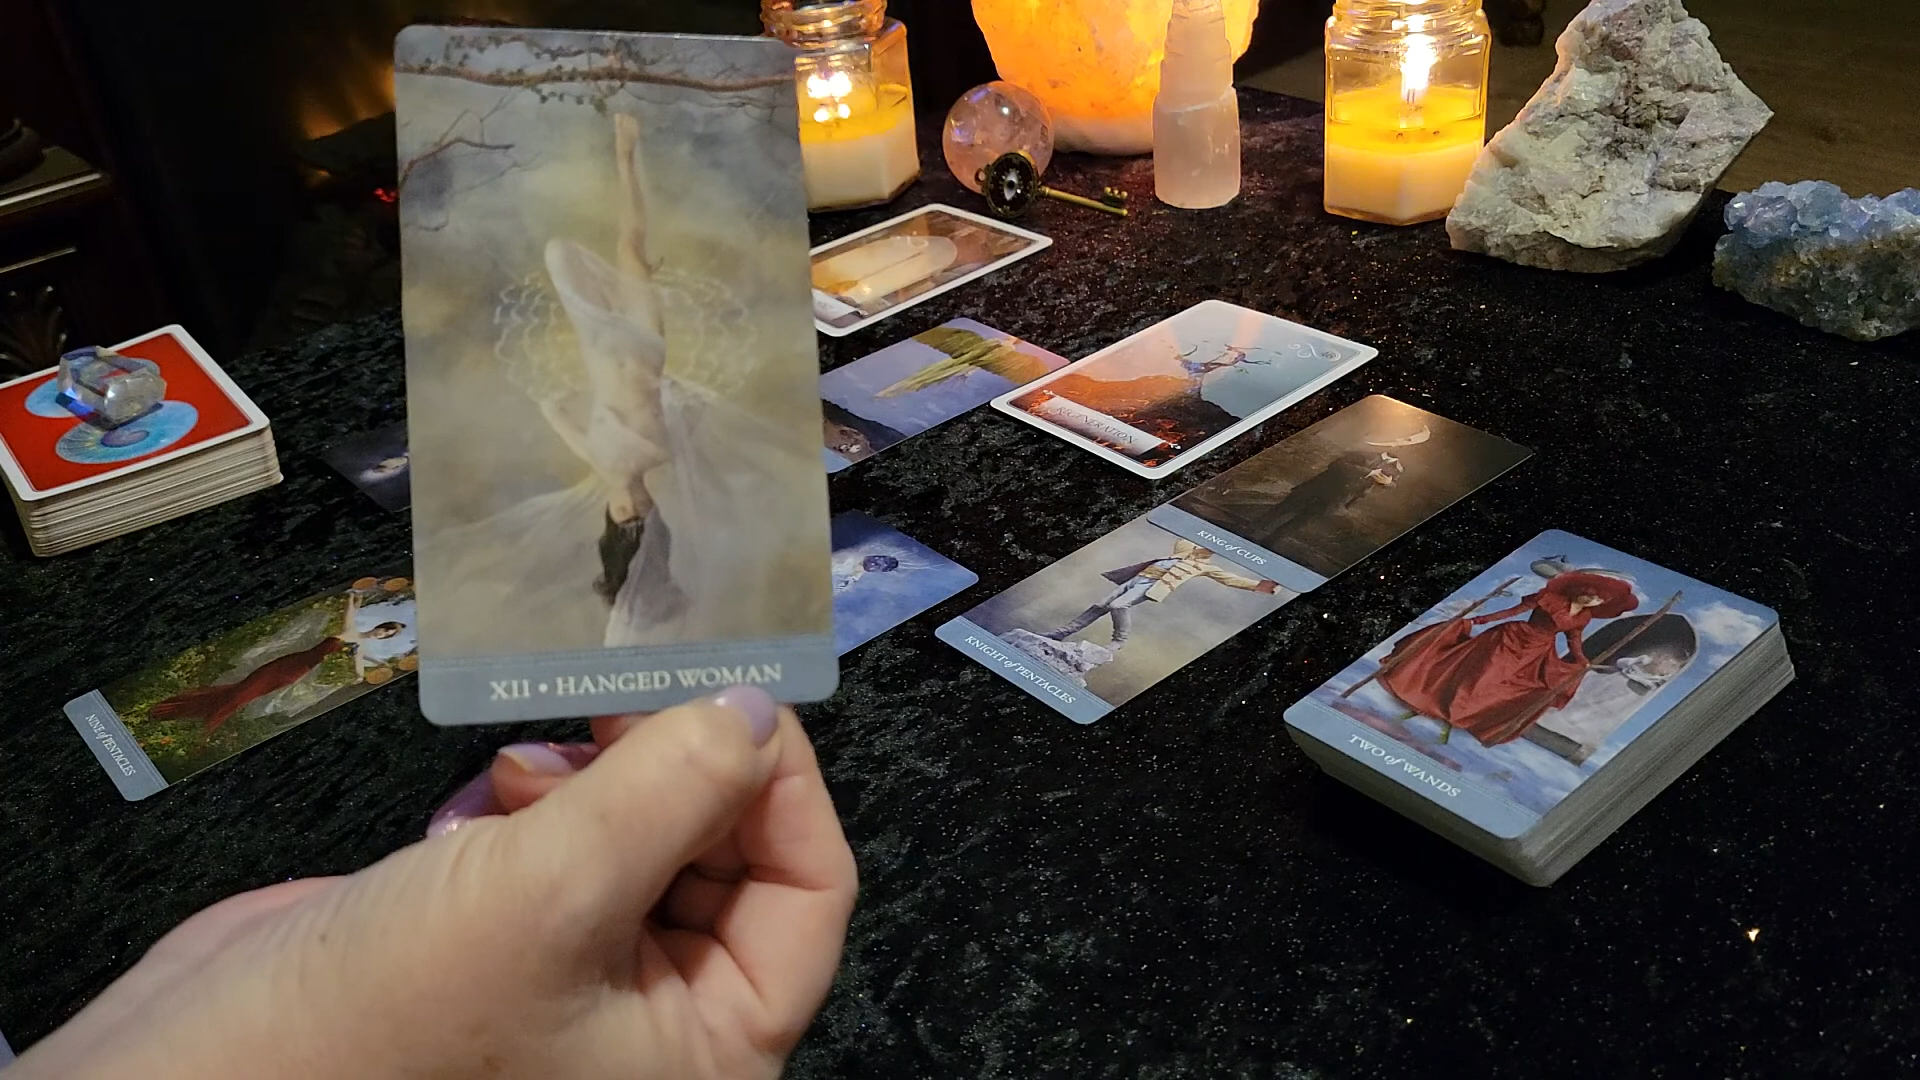 XII • HANGED WOMAN
REGENERATION
KING of CUPS
KNIGHT of PENTACLES
NINE of PENTACLES
TWO of WANDS